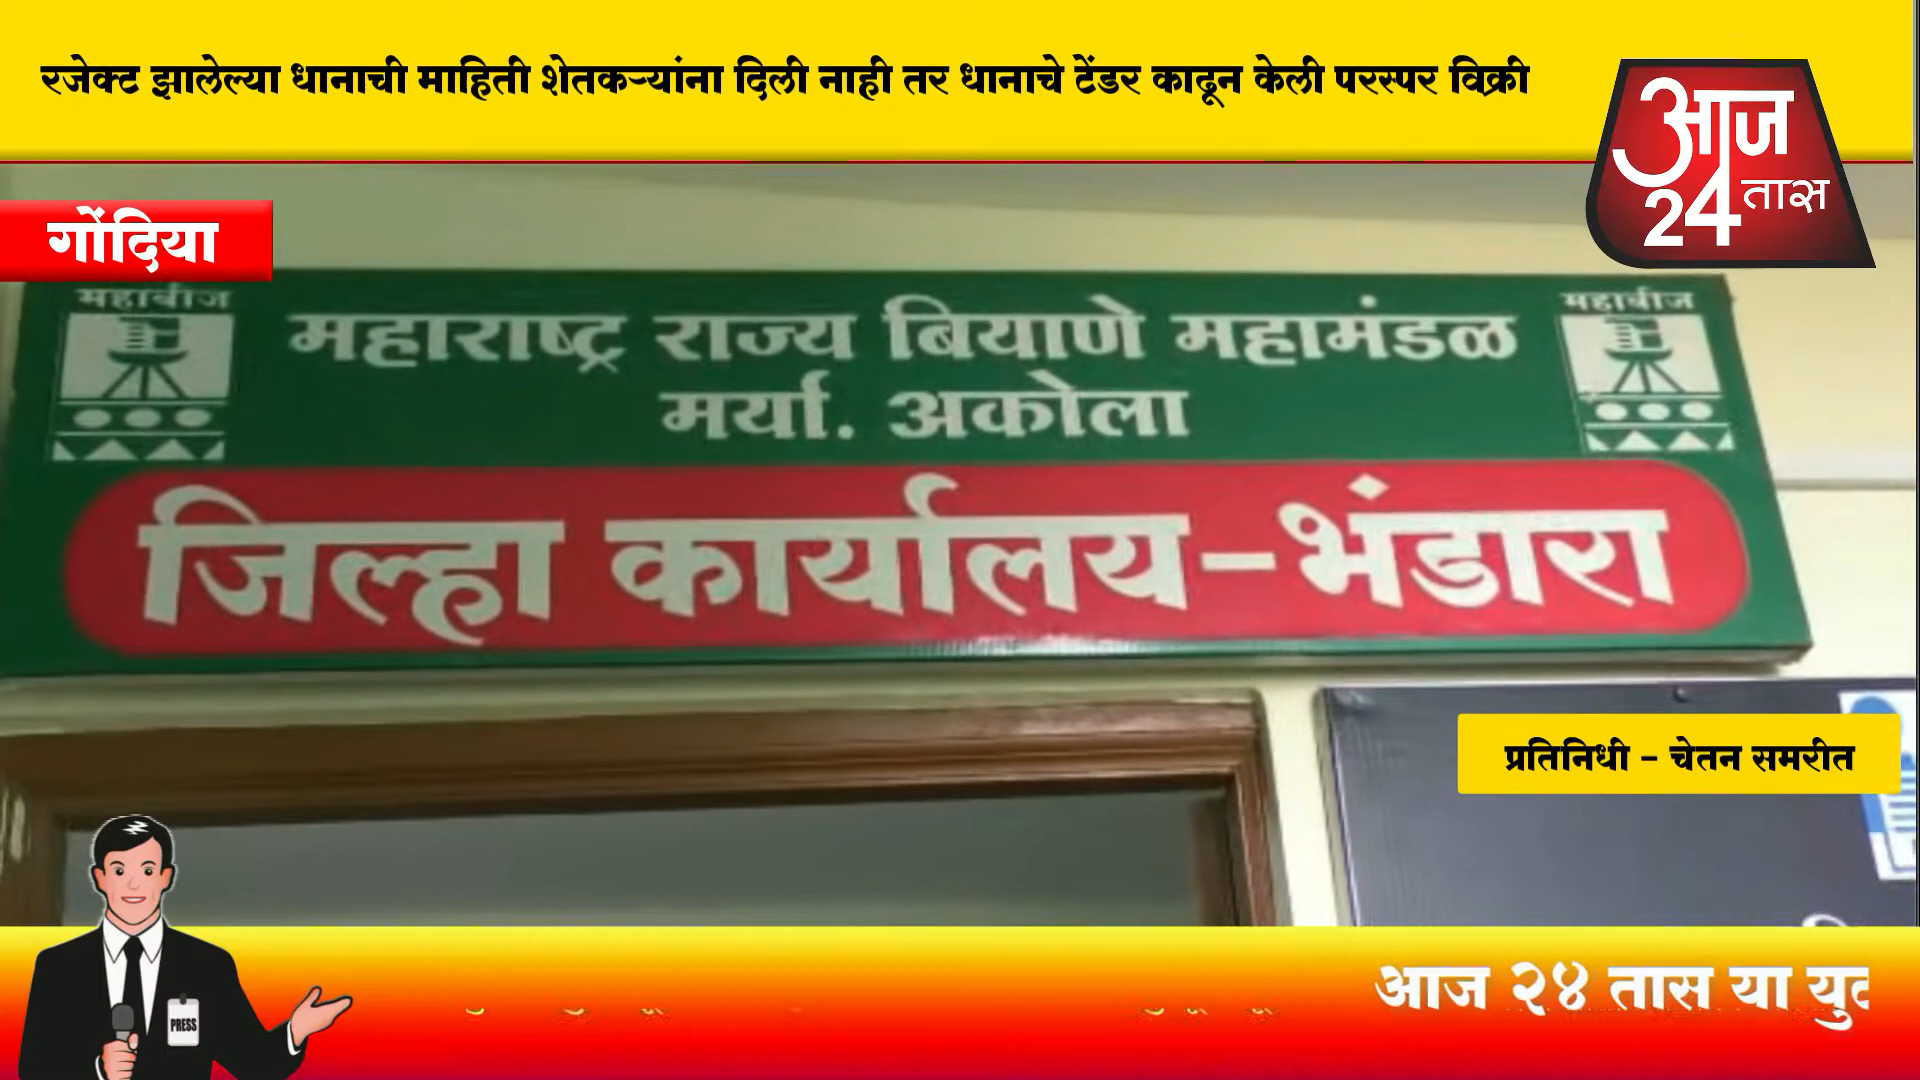 रजेक्ट झालेल्या धानाची माहिती शेतकऱ्यांना दिली नाही तर धानाचे टेंडर काढून केली परस्पर विक्री
आज
24 तास
गोंदिया
महाबीज
महाबीज
महाराष्ट्र राज्य बियाणे महामंडळ
मर्या. अकोला
जिल्हा कार्यालय-भंडारा
प्रतिनिधी - चेतन समरीत
PRESS
आज २४ तास या